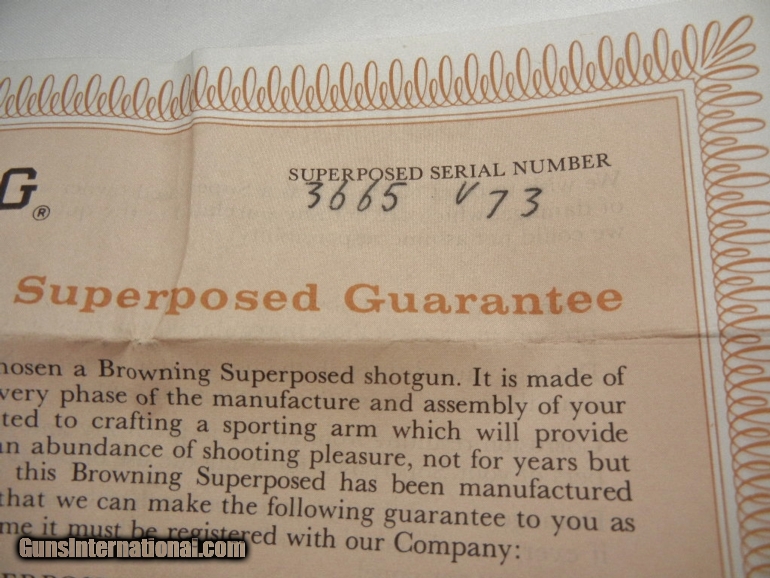 G®
SUPERPOSED SERIAL NUMBER
3665 V73
Superposed Guarantee
hosen a Browning Superposed shotgun. It is made of
very phase of the manufacture and assembly of your
ted to crafting a sporting arm which will provide
an abundance of shooting pleasure, not for years but
this Browning Superposed has been manufactured
that we can make the following guarantee to you as
me it must be registered with our Company:
GunsInternational.com